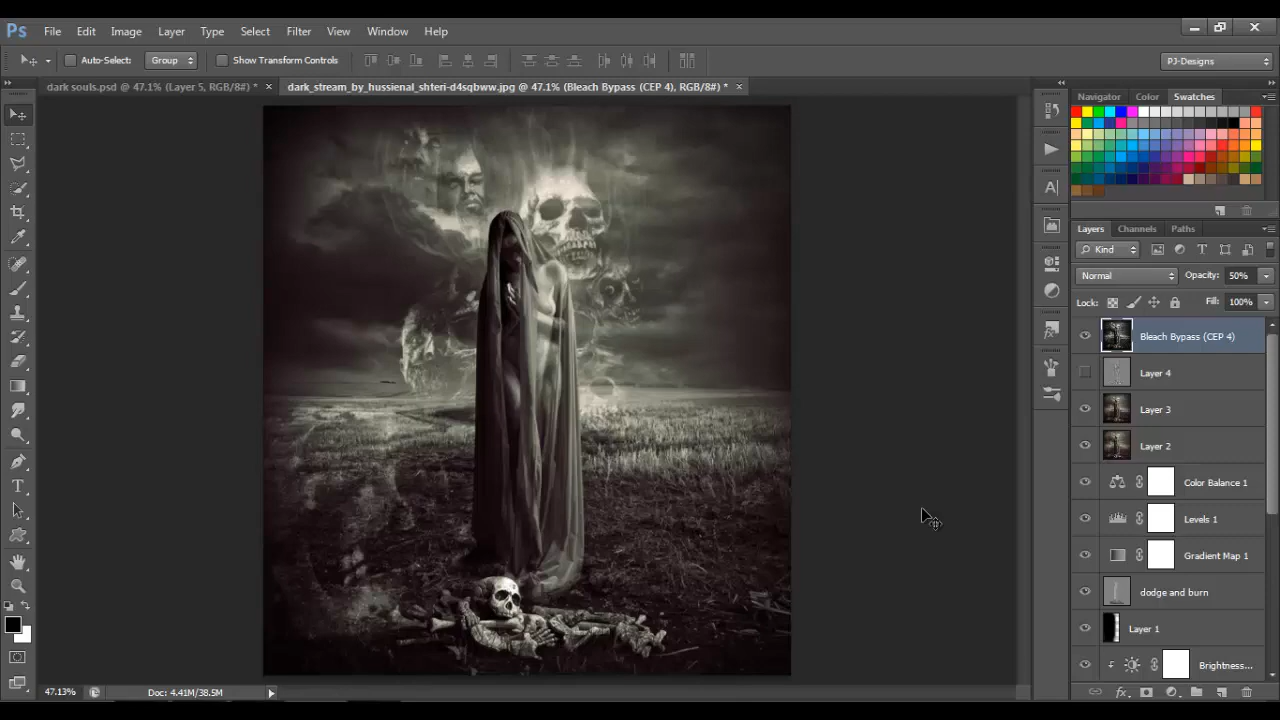 Ps File Edit Image Layer Type Select Filter View Window Help
Auto-Select: Group Show Transform Controls PJ-Designs
dark souls.psd @ 47.1% (Layer 5, RGB/8#) * × dark_stream_by_hussienal_shteri-d4sqbww.jpg @ 47.1% (Bleach Bypass (CEP 4), RGB/8#) * ×
Navigator Color Swatches
Layers Channels Paths
Kind
Normal Opacity: 50%
Lock: Fill: 100%
Bleach Bypass (CEP 4)
Layer 4
Layer 3
Layer 2
Color Balance 1
Levels 1
Gradient Map 1
dodge and burn
Layer 1
Brightness...
47.13% Doc: 4.41M/38.5M